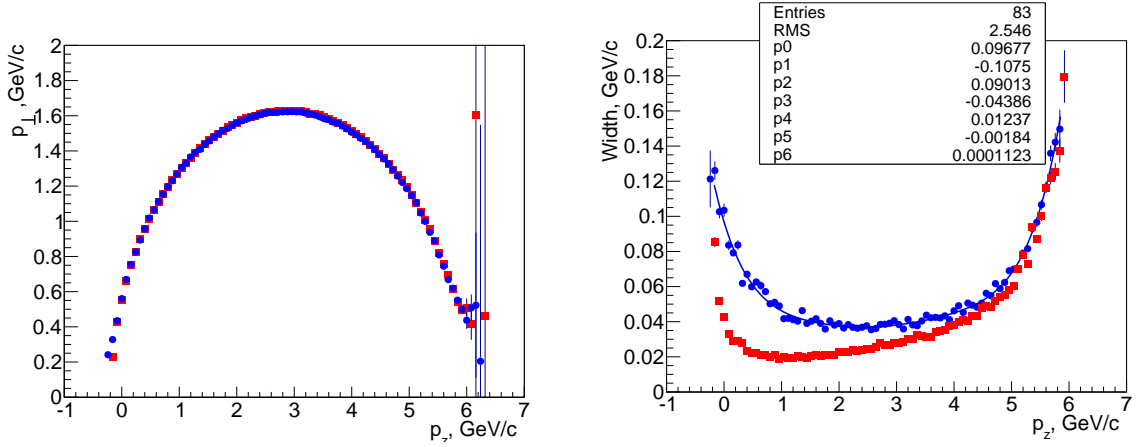 p⊥, GeV/c
2
1.8
1.6
1.4
1.2
1
0.8
0.6
0.4
0.2
0
-1 0 1 2 3 4 5 6 7
p_z, GeV/c
Entries 83
RMS 2.546
p0 0.09677
p1 -0.1075
p2 0.09013
p3 -0.04386
p4 0.01237
p5 -0.00184
p6 0.0001123
Width, GeV/c
0.2
0.18
0.16
0.14
0.12
0.1
0.08
0.06
0.04
0.02
0
-1 0 1 2 3 4 5 6 7
p_z, GeV/c